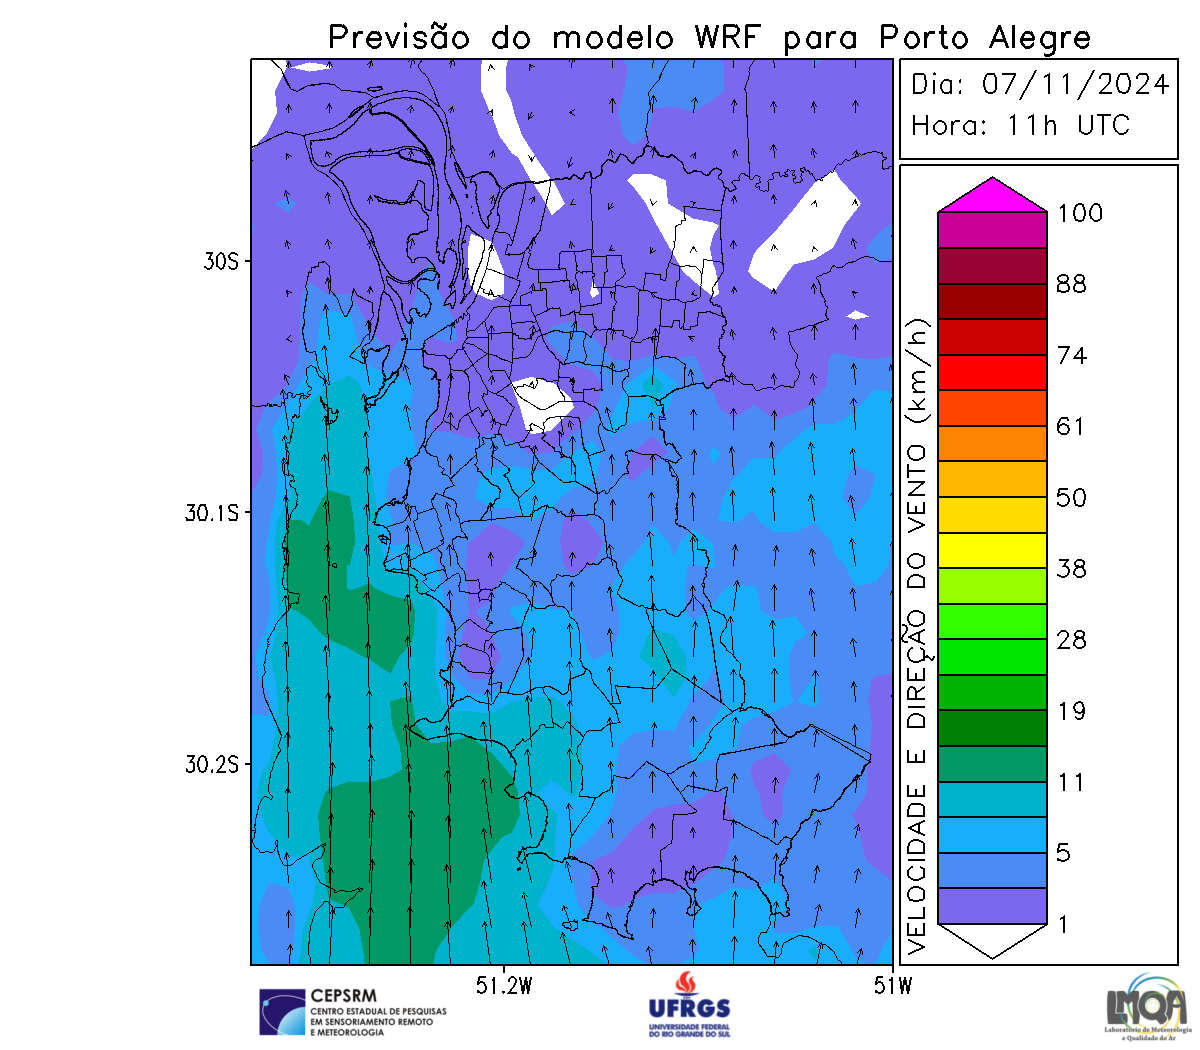 Previsão do modelo WRF para Porto Alegre
Dia: 07/11/2024
Hora: 11h UTC
30S
30.1S
30.2S
51.2W
51W
VELOCIDADE E DIREÇÃO DO VENTO (km/h)
100
88
74
61
50
38
28
19
11
5
1
CEPSRM
CENTRO ESTADUAL DE PESQUISAS
EM SENSORIAMENTO REMOTO
E METEOROLOGIA
UFRGS
UNIVERSIDADE FEDERAL
DO RIO GRANDE DO SUL
LMQA
Laboratório de Meteorologia
e Qualidade do Ar